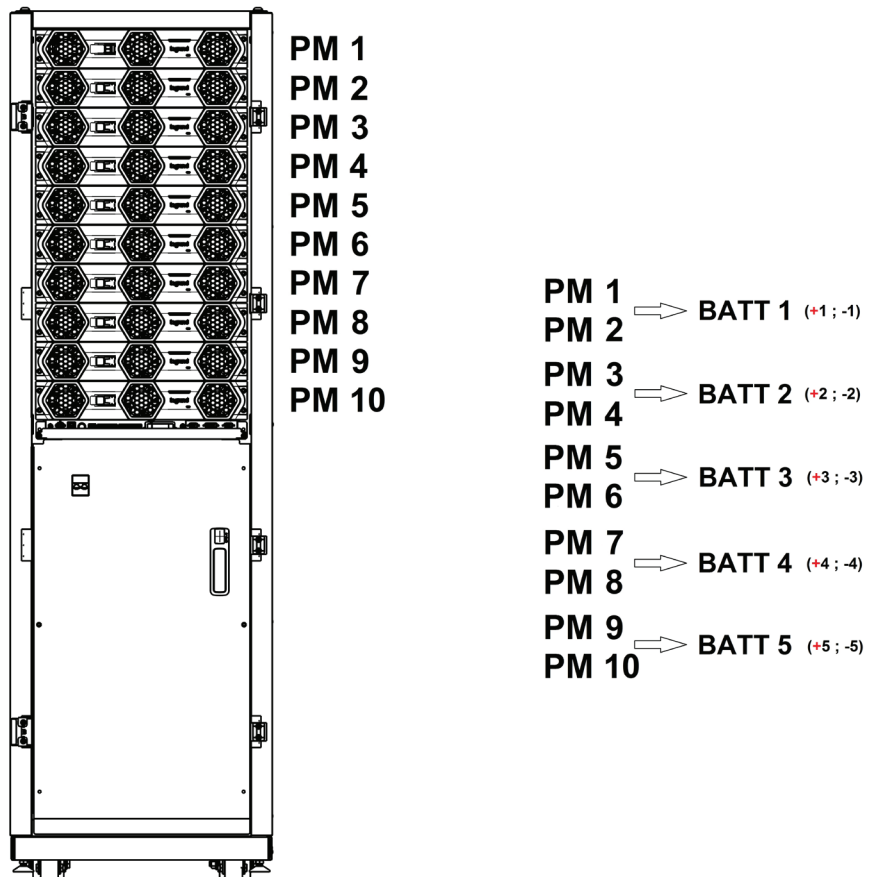 PM 1
PM 2
PM 3
PM 4
PM 5
PM 6
PM 7
PM 8
PM 9
PM 10
PM 1
PM 2
BATT 1 (+1 ; -1)
PM 3
PM 4
BATT 2 (+2 ; -2)
PM 5
PM 6
BATT 3 (+3 ; -3)
PM 7
PM 8
BATT 4 (+4 ; -4)
PM 9
PM 10
BATT 5 (+5 ; -5)